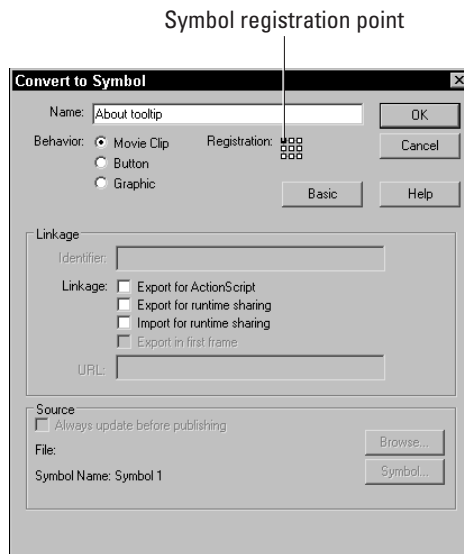 Symbol registration point
Convert to Symbol
Name: About tooltip
OK
Behavior: Movie Clip
Registration:
Cancel
Button
Graphic
Basic
Help
Linkage
Identifier:
Linkage: Export for ActionScript
Export for runtime sharing
Import for runtime sharing
Export in first frame
URL:
Source
Always update before publishing
Browse...
File:
Symbol Name: Symbol 1
Symbol...